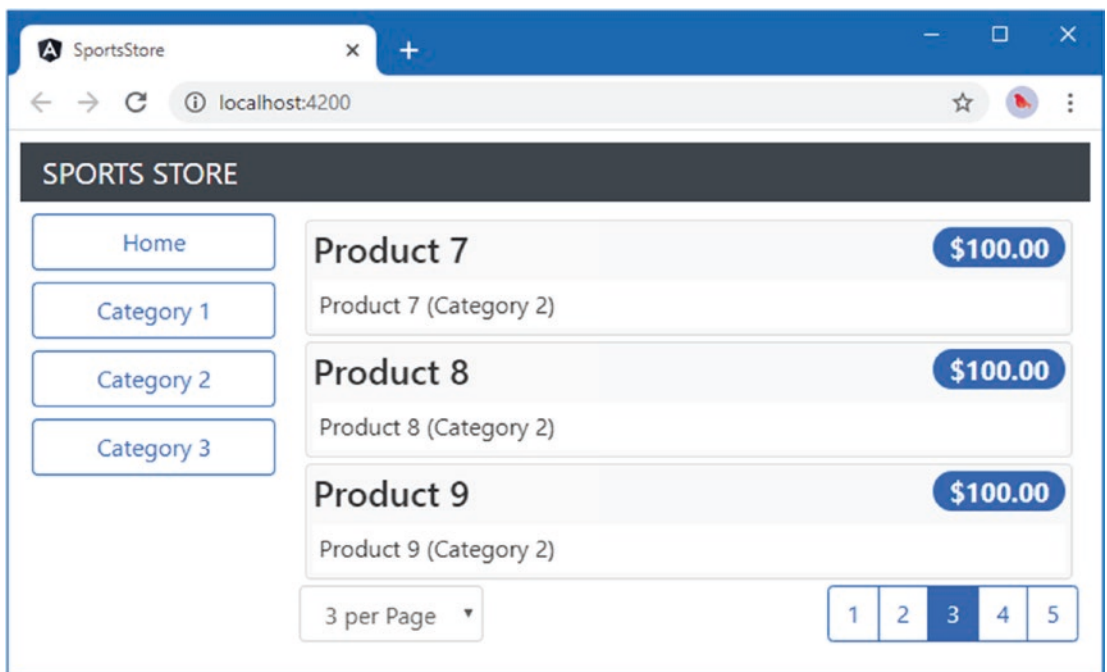 SportsStore
localhost:4200
SPORTS STORE
Home
Category 1
Category 2
Category 3
Product 7
$100.00
Product 7 (Category 2)
Product 8
$100.00
Product 8 (Category 2)
Product 9
$100.00
Product 9 (Category 2)
3 per Page
1 2 3 4 5